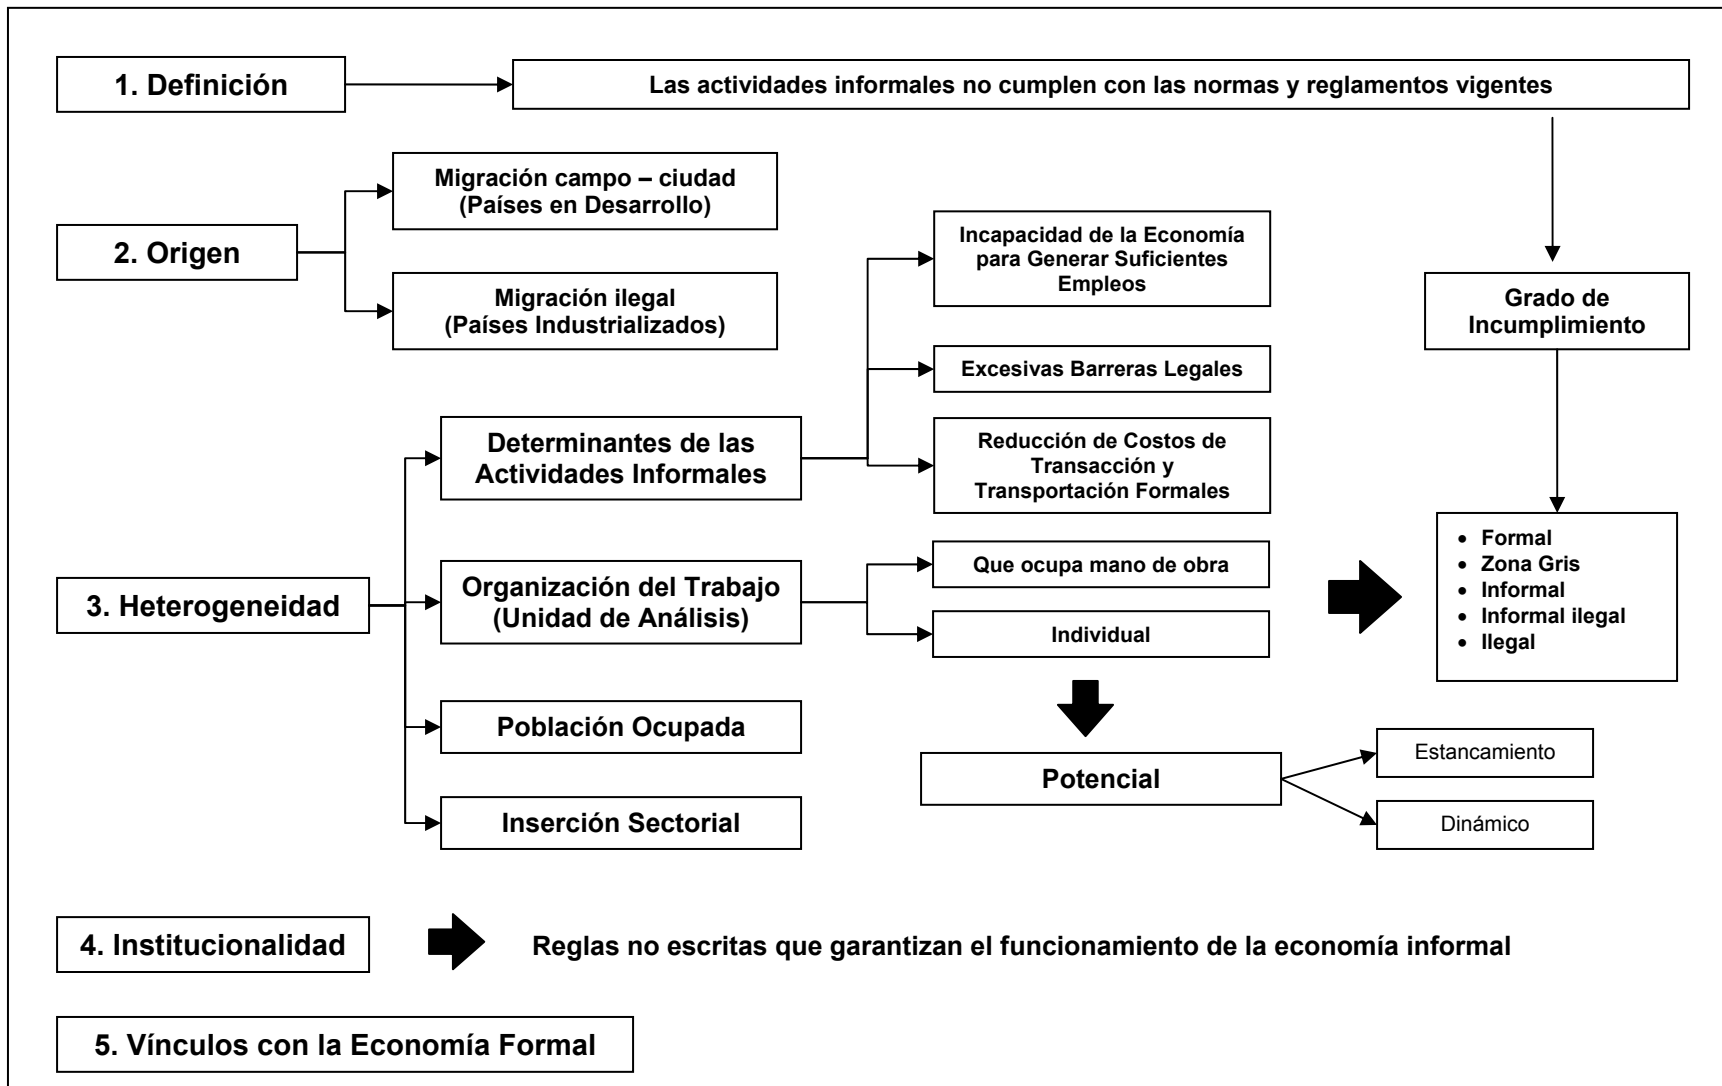 1. Definición
Las actividades informales no cumplen con las normas y reglamentos vigentes
2. Origen
Migración campo – ciudad
(Países en Desarrollo)
Migración ilegal
(Países Industrializados)
Incapacidad de la Economía
para Generar Suficientes
Empleos
Excesivas Barreras Legales
Reducción de Costos de
Transacción y
Transportación Formales
Grado de
Incumplimiento
3. Heterogeneidad
Determinantes de las
Actividades Informales
Organización del Trabajo
(Unidad de Análisis)
Que ocupa mano de obra
Individual
• Formal
• Zona Gris
• Informal
• Informal ilegal
• Ilegal
Población Ocupada
Inserción Sectorial
Potencial
Estancamiento
Dinámico
4. Institucionalidad
Reglas no escritas que garantizan el funcionamiento de la economía informal
5. Vínculos con la Economía Formal